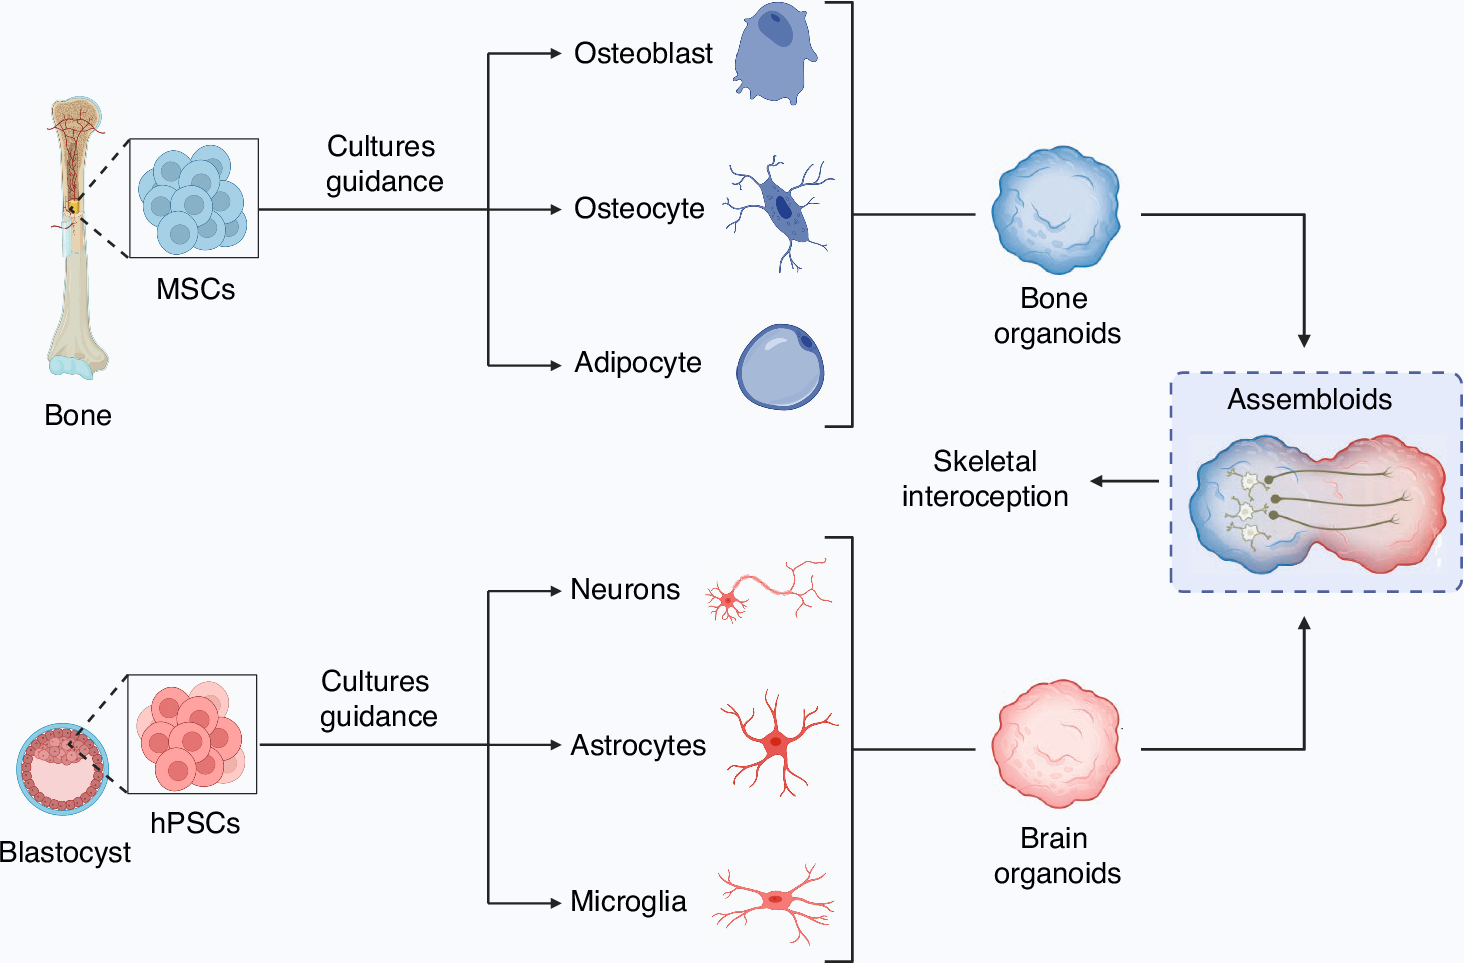 Osteoblast
Cultures
guidance
Osteocyte
MSCs
Bone
organoids
Adipocyte
Bone
Assembloids
Skeletal
interoception
Neurons
Cultures
guidance
Astrocytes
hPSCs
Blastocyst
Brain
organoids
Microglia